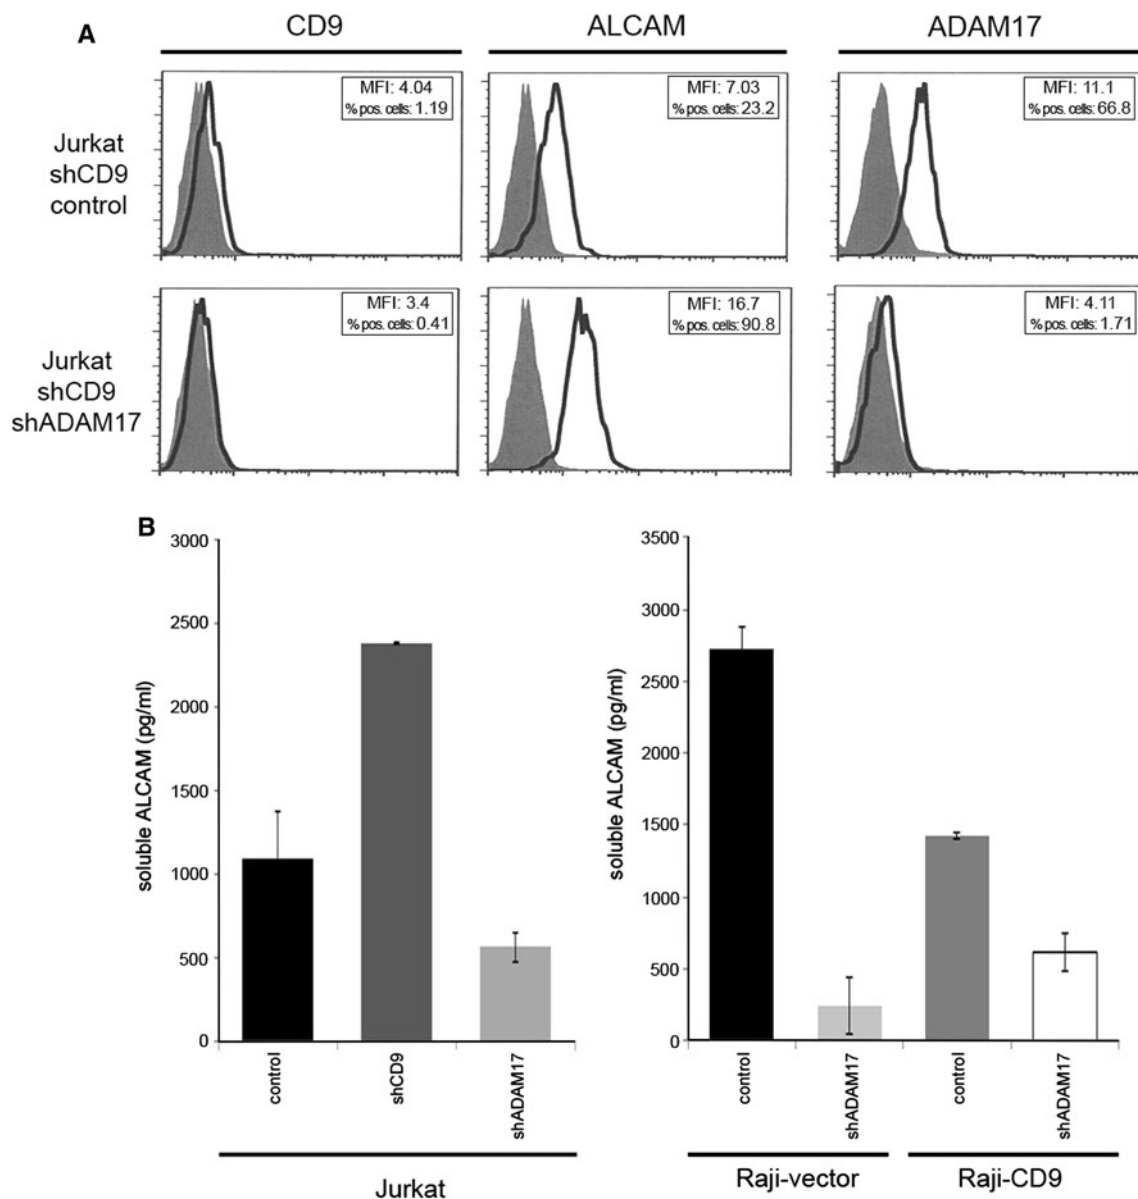 A
CD9
ALCAM
ADAM17
Jurkat
shCD9
control
MFI: 4.04
% pos. cells: 1.19
MFI: 7.03
% pos. cells: 23.2
MFI: 11.1
% pos. cells: 66.8
Jurkat
shCD9
shADAM17
MFI: 3.4
% pos. cells: 0.41
MFI: 16.7
% pos. cells: 90.8
MFI: 4.11
% pos. cells: 1.71
B
soluble ALCAM (pg/ml)
3000
2500
2000
1500
1000
500
0
control
shCD9
shADAM17
Jurkat
soluble ALCAM (pg/ml)
3500
3000
2500
2000
1500
1000
500
0
control
shADAM17
control
shADAM17
Raji-vector
Raji-CD9